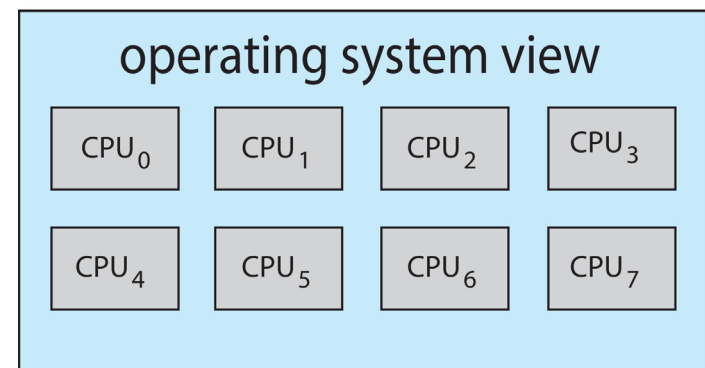 operating system view
CPU₀ CPU₁ CPU₂ CPU₃
CPU₄ CPU₅ CPU₆ CPU₇